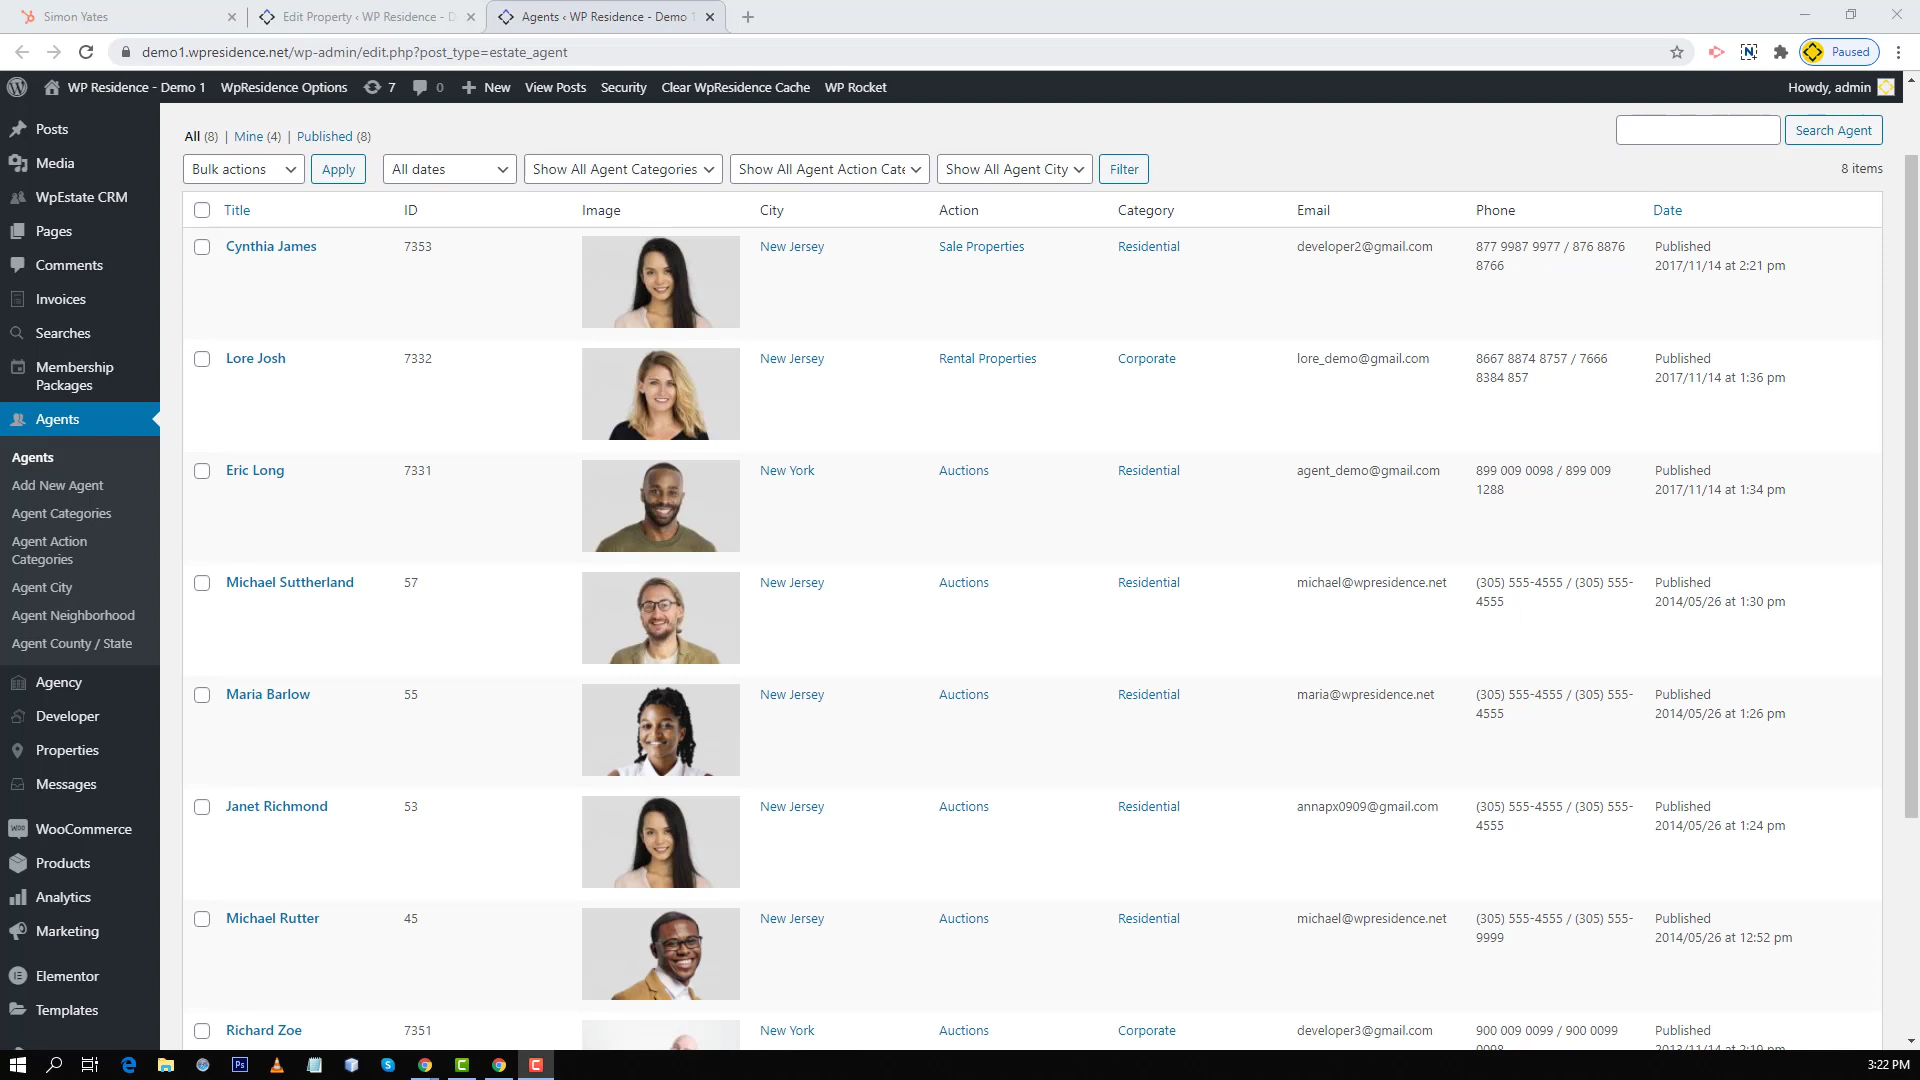 Simon Yates
Edit Property ‹ WP Residence - D
Agents ‹ WP Residence - Demo 1
demo1.wpresidence.net/wp-admin/edit.php?post_type=estate_agent
Paused
WP Residence - Demo 1
WpResidence Options
7
0
New
View Posts
Security
Clear WpResidence Cache
WP Rocket
Howdy, admin
Posts
Media
WpEstate CRM
Pages
Comments
Invoices
Searches
Membership
Packages
Agents
Agents
Add New Agent
Agent Categories
Agent Action
Categories
Agent City
Agent Neighborhood
Agent County / State
Agency
Developer
Properties
Messages
WooCommerce
Products
Analytics
Marketing
Elementor
Templates
All (8) | Mine (4) | Published (8)
Search Agent
Bulk actions
Apply
All dates
Show All Agent Categories
Show All Agent Action Cate
Show All Agent City
Filter
8 items
Title ID Image City Action Category Email Phone Date
Cynthia James 7353 New Jersey Sale Properties Residential developer2@gmail.com 877 9987 9977 / 876 8876 Published
8766 2017/11/14 at 2:21 pm
Lore Josh 7332 New Jersey Rental Properties Corporate lore_demo@gmail.com 8667 8874 8757 / 7666 Published
8384 857 2017/11/14 at 1:36 pm
Eric Long 7331 New York Auctions Residential agent_demo@gmail.com 899 009 0098 / 899 009 Published
1288 2017/11/14 at 1:34 pm
Michael Suttherland 57 New Jersey Auctions Residential michael@wpresidence.net (305) 555-4555 / (305) 555- Published
4555 2014/05/26 at 1:30 pm
Maria Barlow 55 New Jersey Auctions Residential maria@wpresidence.net (305) 555-4555 / (305) 555- Published
4555 2014/05/26 at 1:26 pm
Janet Richmond 53 New Jersey Auctions Residential annapx0909@gmail.com (305) 555-4555 / (305) 555- Published
4555 2014/05/26 at 1:24 pm
Michael Rutter 45 New Jersey Auctions Residential michael@wpresidence.net (305) 555-4555 / (305) 555- Published
9999 2014/05/26 at 12:52 pm
Richard Zoe 7351 New York Auctions Corporate developer3@gmail.com 900 009 0099 / 900 0099 Published
3:22 PM